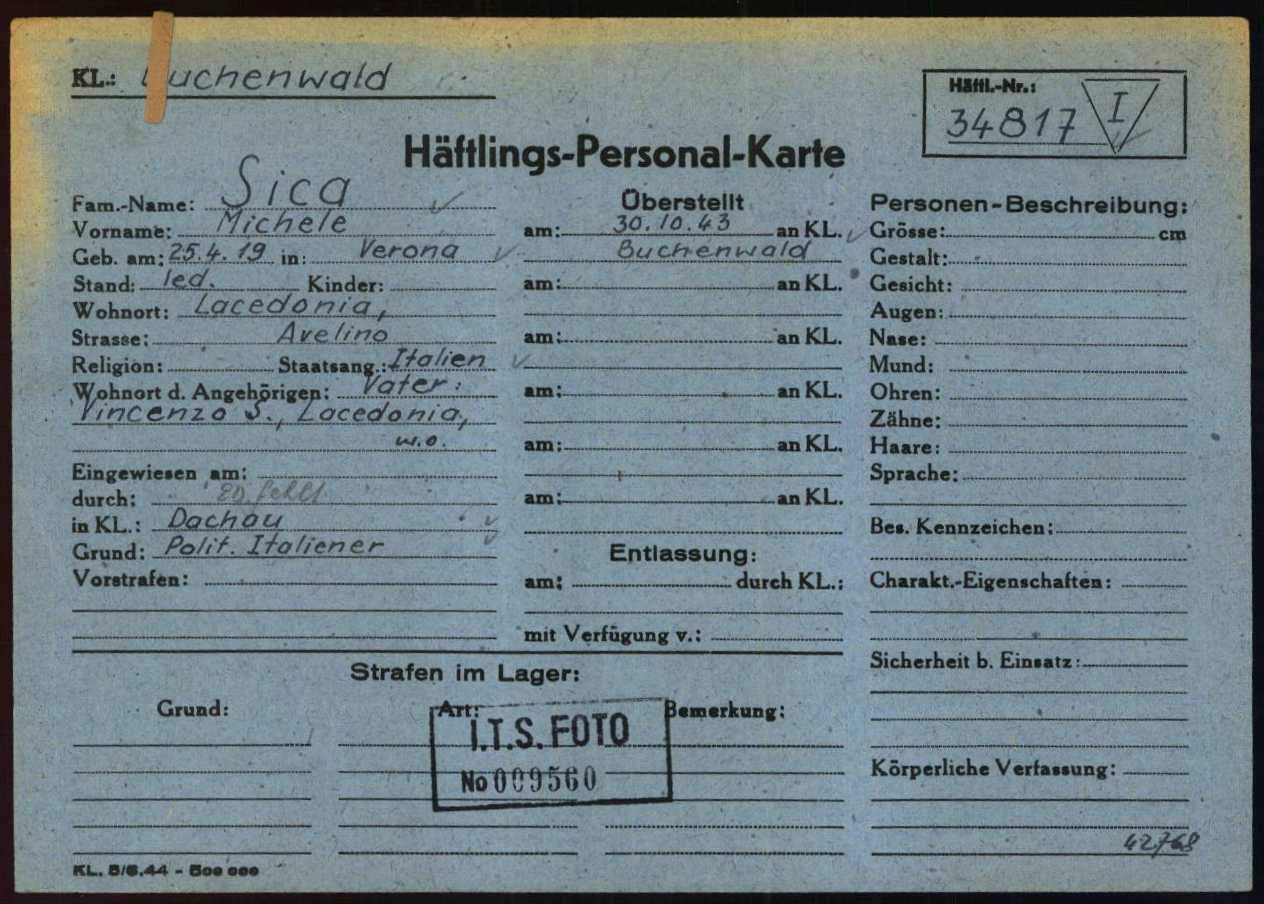 KL.: Buchenwald
Häftl.-Nr.:
34817 I
Häftlings-Personal-Karte
Fam.-Name: Sica
Vorname: Michele
Geb. am: 25.4.19 in: Verona
Stand: led. Kinder:
Wohnort: Lacedonia,
Strasse: Avelino
Religion: Staatsang.: Italien
Wohnort d. Angehörigen: Vater:
Vincenzo S., Lacedonia,
w.o.
Eingewiesen am:
durch: fehlt
in KL.: Dachau
Grund: Polit. Italiener
Vorstrafen:
Überstellt
am: 30.10.43 an KL.
Buchenwald
am: an KL.
am: an KL.
am: an KL.
am: an KL.
am: an KL.
Entlassung:
am: durch KL.:
mit Verfügung v.:
Personen-Beschreibung:
Grösse: cm
Gestalt:
Gesicht:
Augen:
Nase:
Mund:
Ohren:
Zähne:
Haare:
Sprache:
Bes. Kennzeichen:
Charakt.-Eigenschaften:
Sicherheit b. Einsatz:
Körperliche Verfassung:
42768
Strafen im Lager:
Grund: Art: Bemerkung:
I.T.S. FOTO
No 009560
KL. 5/6.44 - 500 000